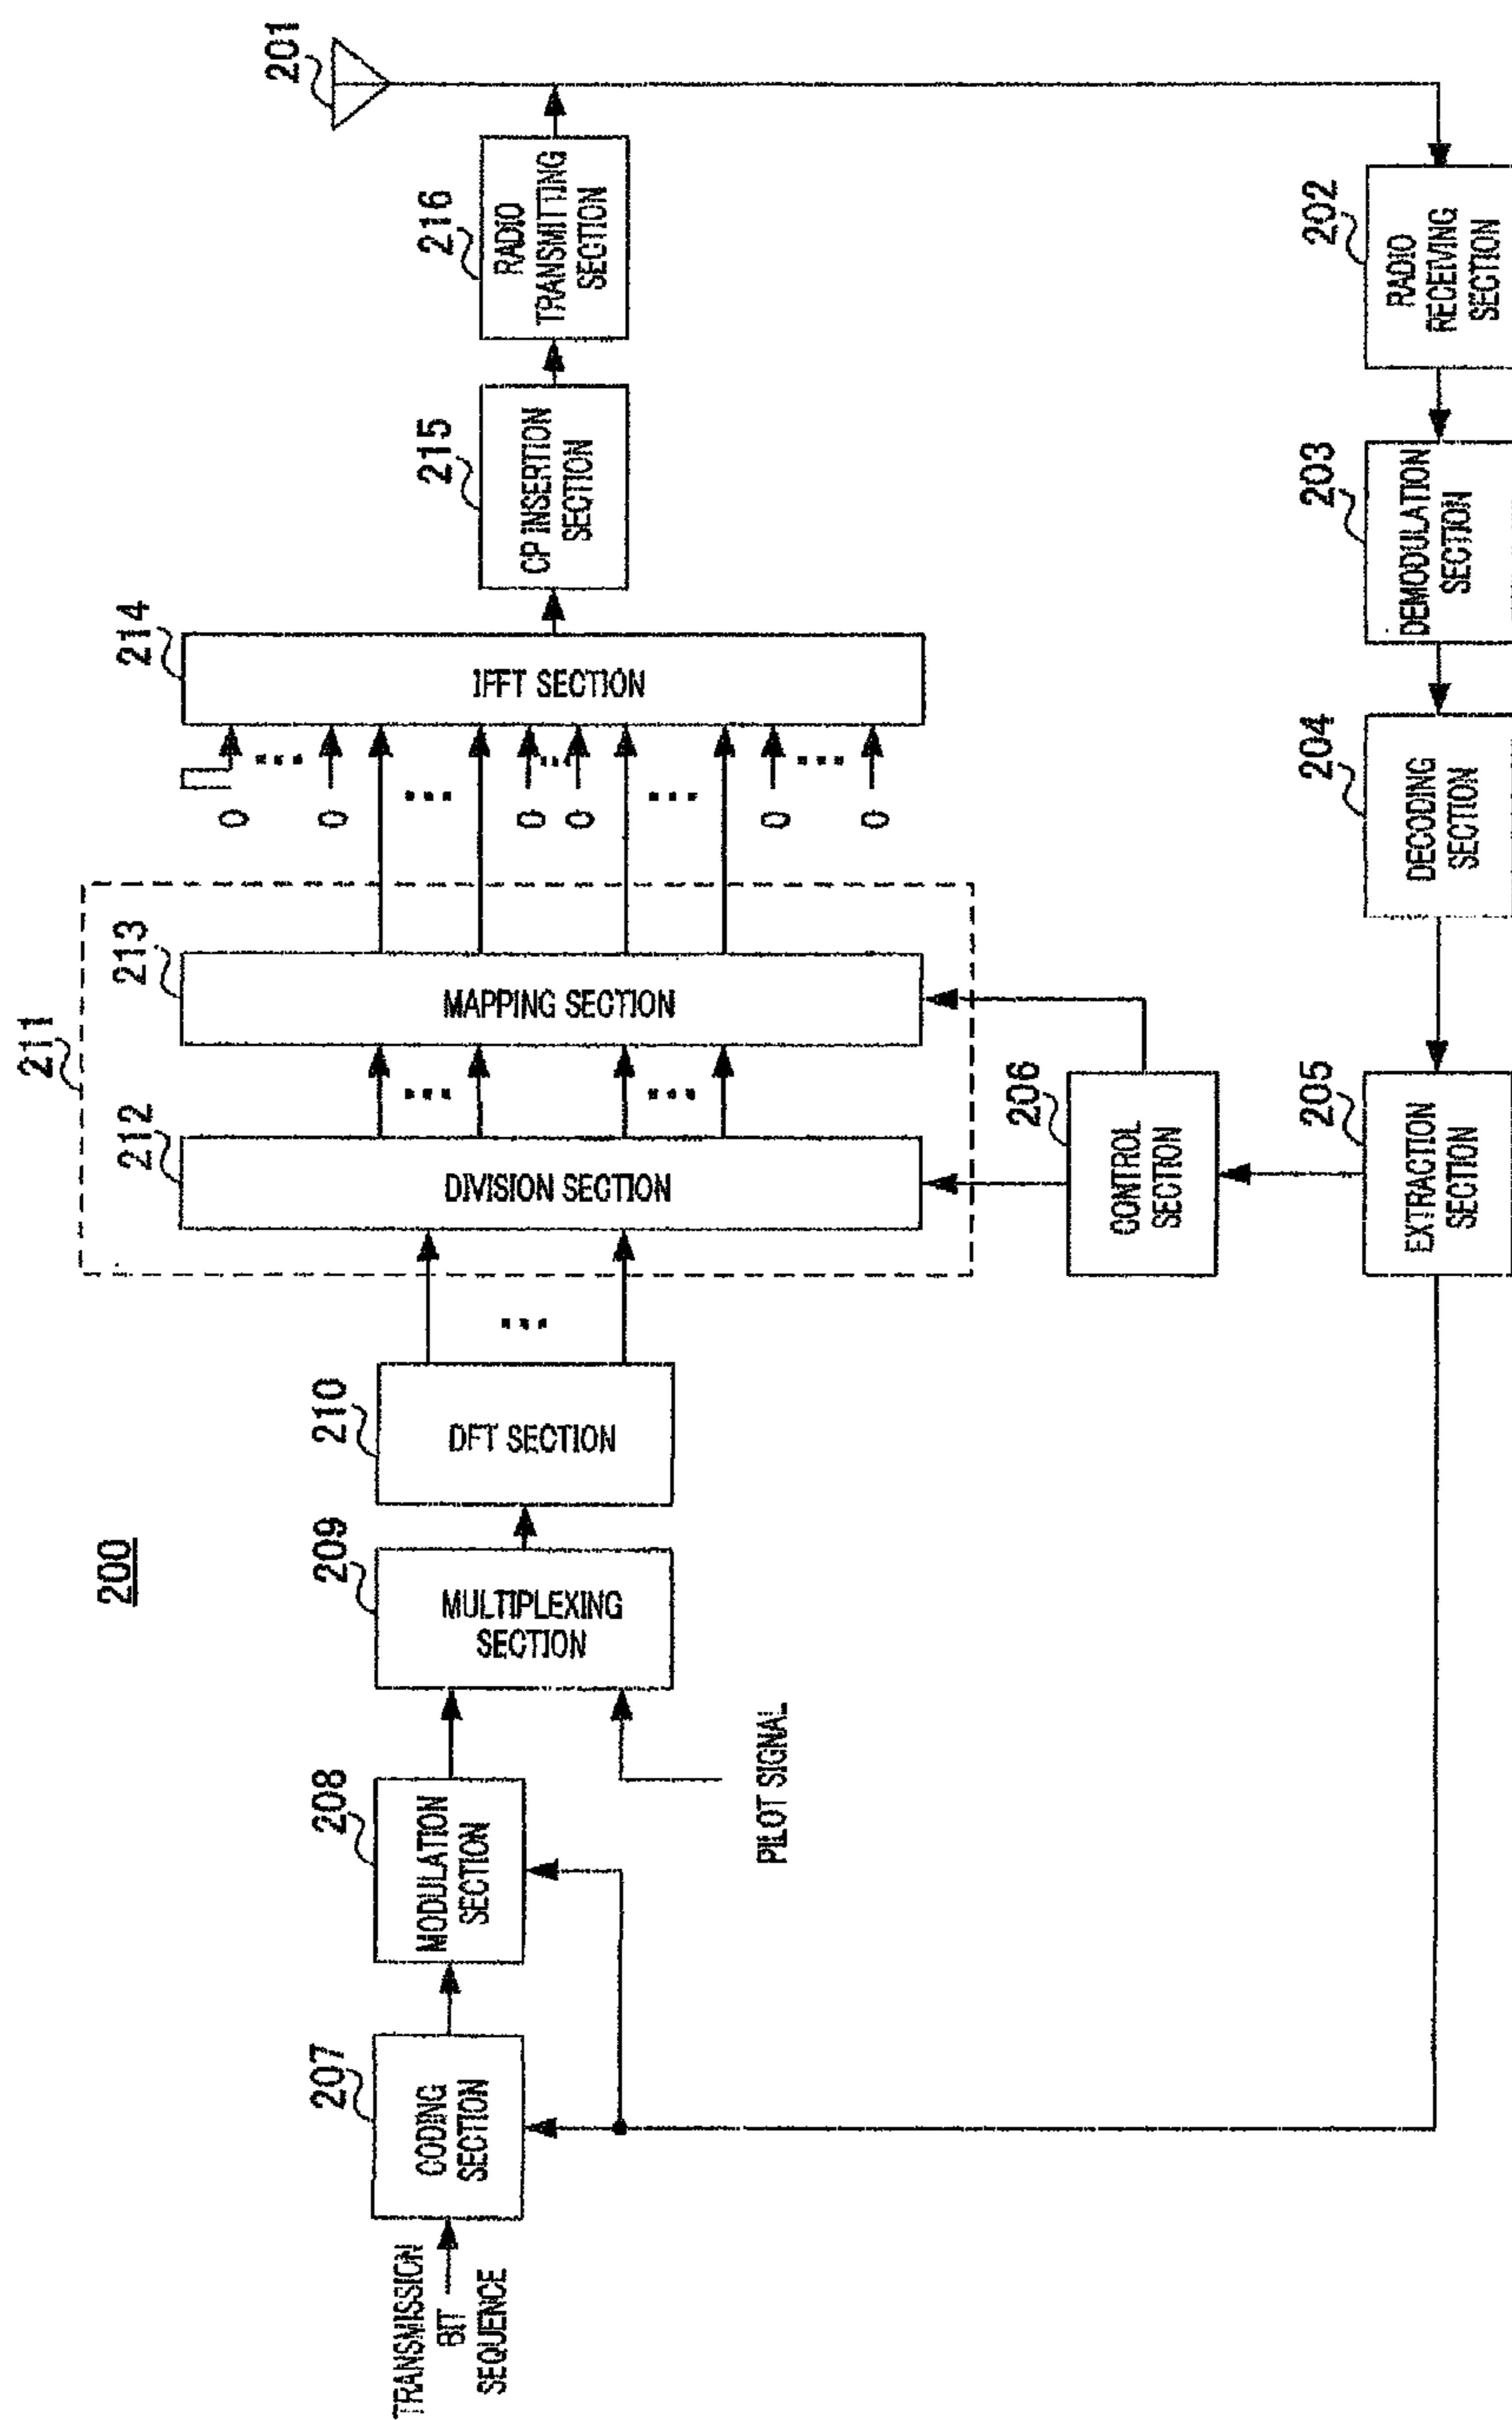 200
TRANSMISSION
BIT
SEQUENCE
207
CODING
SECTION
208
MODULATION
SECTION
PILOT SIGNAL
209
MULTIPLEXING
SECTION
210
DFT SECTION
211
212
DIVISION SECTION
213
MAPPING SECTION
0
0
0
0
0
0
214
IFFT SECTION
215
CP INSERTION
SECTION
216
RADIO
TRANSMITTING
SECTION
201
206
CONTROL
SECTION
205
EXTRACTION
SECTION
204
DECODING
SECTION
203
DEMODULATION
SECTION
202
RADIO
RECEIVING
SECTION